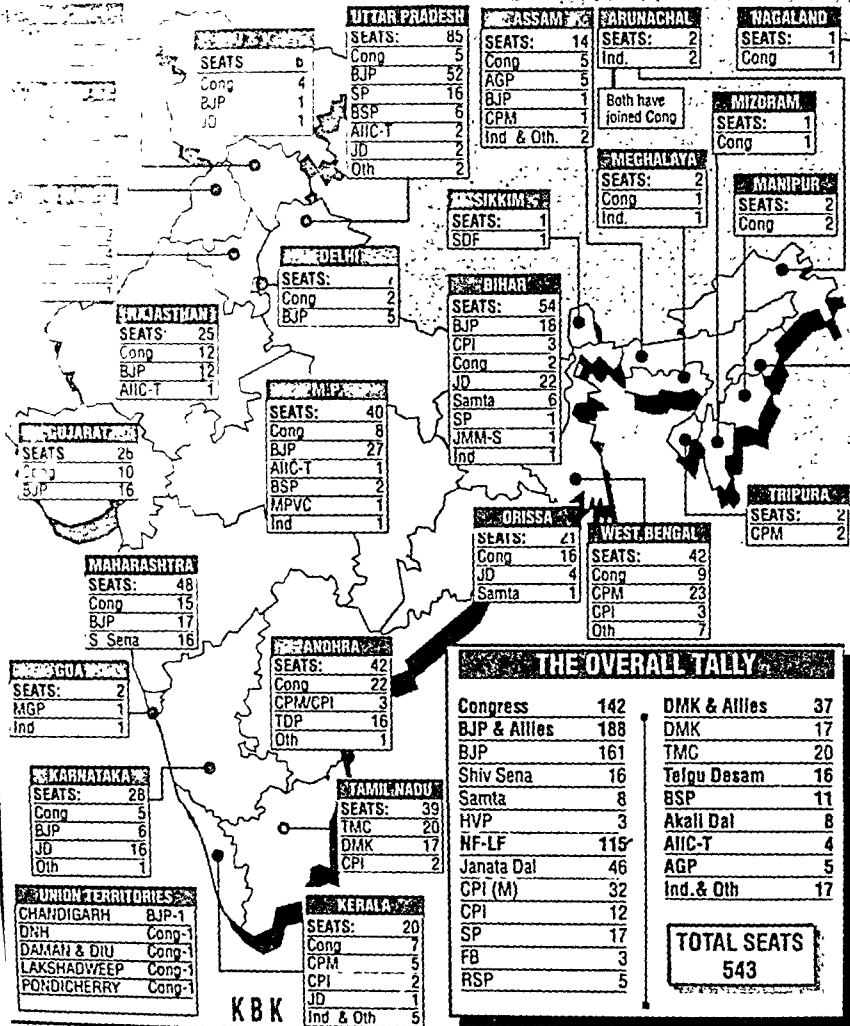 UTTAR PRADESH
SEATS: 85
Cong 5
BJP 52
SP 16
BSP 6
AIIC-T 2
JD 2
Oth 2
ASSAM
SEATS: 14
Cong 5
AGP 5
BJP 1
CPM 1
Ind & Oth. 2
ARUNACHAL
SEATS: 2
Ind. 2
Both have
joined Cong
NAGALAND
SEATS: 1
Cong 1
SEATS 6
Cong 4
BJP 1
JD 1
MIZORAM
SEATS: 1
Cong 1
MEGHALAYA
SEATS: 2
Cong 1
Ind. 1
MANIPUR
SEATS: 2
Cong 2
SIKKIM
SEATS: 1
SDF 1
DELHI
SEATS: 7
Cong 2
BJP 5
BIHAR
SEATS: 54
BJP 18
CPI 3
Cong 2
JD 22
Samta 6
SP 1
JMM-S 1
Ind 1
RAJASTHAN
SEATS 25
Cong 12
BJP 12
AIIC-T 1
M.P.
SEATS: 40
Cong 8
BJP 27
AIIC-T 1
BSP 2
MPVC 1
Ind 1
GUJARAT
SEATS 26
Cong 10
BJP 16
TRIPURA
SEATS: 2
CPM 2
ORISSA
SEATS: 21
Cong 16
JD 4
Samta 1
WEST BENGAL
SEATS: 42
Cong 9
CPM 23
CPI 3
Oth 7
MAHARASHTRA
SEATS: 48
Cong 15
BJP 17
S Sena 16
ANDHRA
SEATS: 42
Cong 22
CPM/CPI 3
TDP 16
Oth 1
GOA
SEATS: 2
MGP 1
Ind 1
KARNATAKA
SEATS: 28
Cong 5
BJP 6
JD 16
Oth 1
TAMIL NADU
SEATS: 39
TMC 20
DMK 17
CPI 2
UNION TERRITORIES
CHANDIGARH BJP-1
DNH Cong-1
DAMAN & DIU Cong-1
LAKSHADWEEP Cong-1
PONDICHERRY Cong-1
KERALA
SEATS: 20
Cong 7
CPM 5
CPI 2
JD 1
Ind & Oth 5
KBK
THE OVERALL TALLY
Congress 142
BJP & Allies 188
BJP 161
Shiv Sena 16
Samta 8
HVP 3
NF-LF 115
Janata Dal 46
CPI (M) 32
CPI 12
SP 17
FB 3
RSP 5
DMK & Allies 37
DMK 17
TMC 20
Telgu Desam 16
BSP 11
Akali Dal 8
AIIC-T 4
AGP 5
Ind.& Oth 17
TOTAL SEATS
543